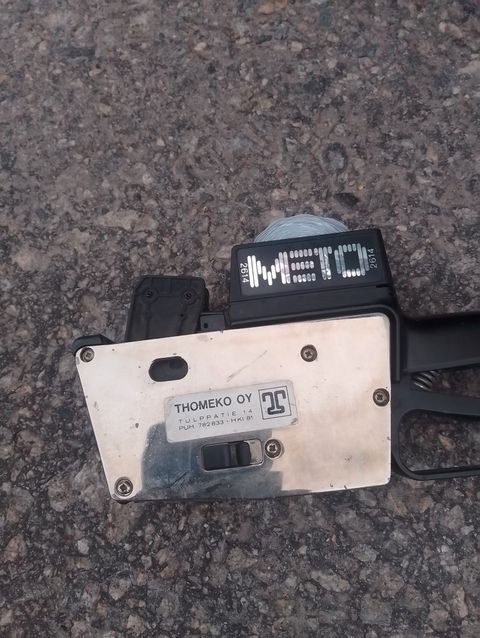 2614 METO 2614
THOMEKO OY
TULPPATIE 14
PUH 782833 - HKI 81